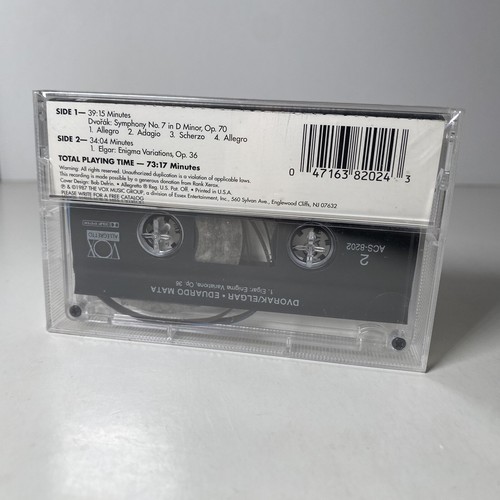 SIDE 1— 39:15 Minutes
Dvořák: Symphony No. 7 in D Minor, Op. 70
1. Allegro 2. Adagio 3. Scherzo 4. Allegro
SIDE 2— 34:04 Minutes
1. Elgar: Enigma Variations, Op. 36
TOTAL PLAYING TIME — 73:17 Minutes
Warning: All rights reserved. Unauthorized duplication is a violation of applicable laws.
This recording made possible by a generous donation from Rank Xerox.
Cover Design: Bob Defrin. • Allegretto ® Reg. U.S. Pat. Off. • Printed in U.S.A.
℗ & ©1987 THE VOX MUSIC GROUP, a division of Essex Entertainment, Inc., 560 Sylvan Ave., Englewood Cliffs, NJ 07632
PLEASE WRITE FOR A FREE CATALOG
0 47163 82024 3
VOX
ALLEGRETTO
2
ACS-8202
DVORAK/ELGAR • EDUARDO MATA
1. Elgar: Enigma Variations, Op. 36